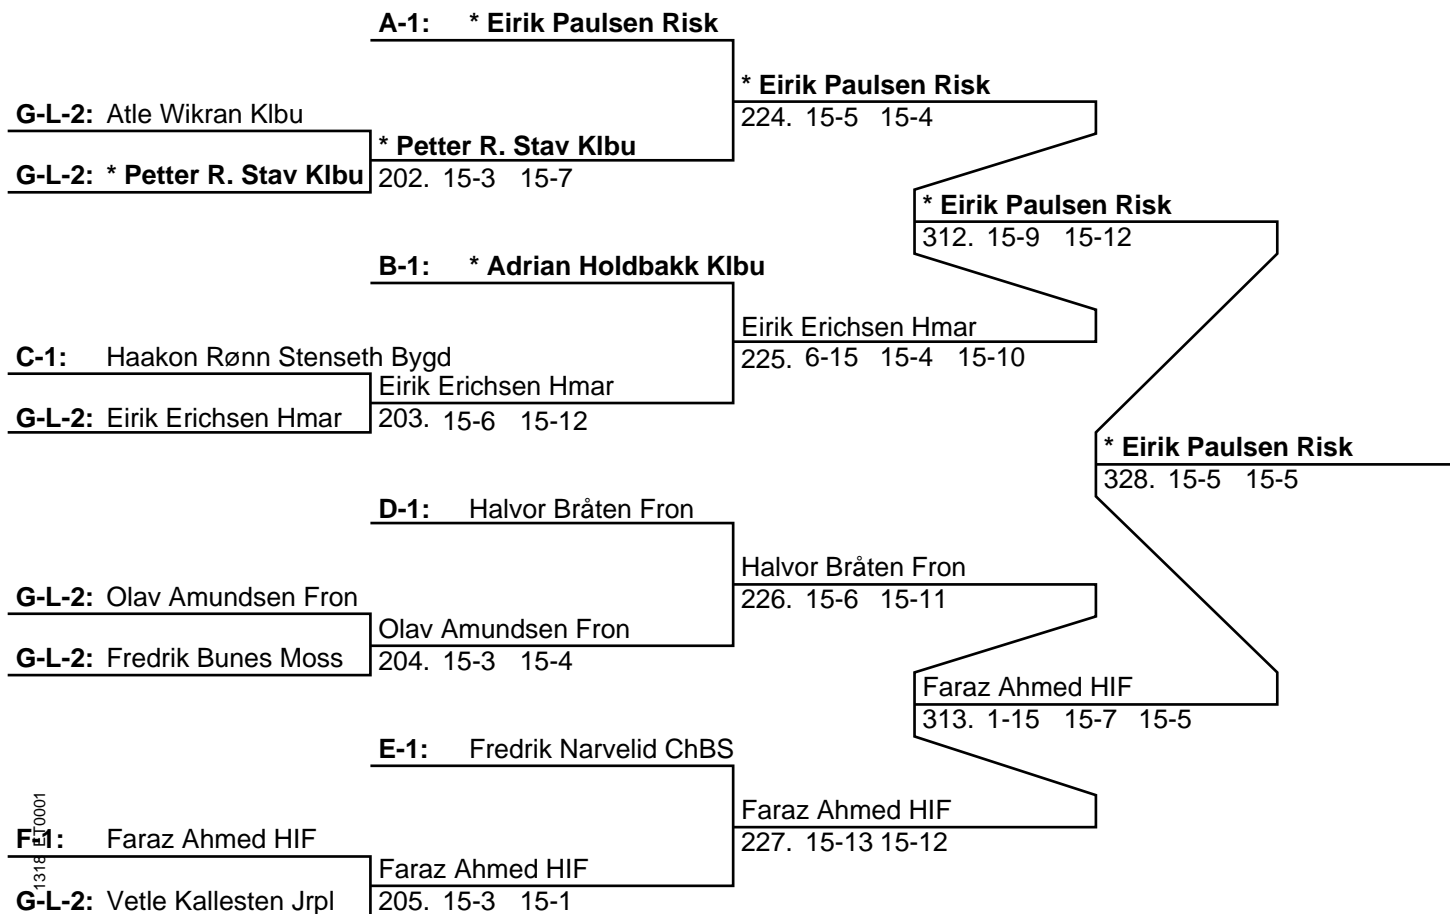 A-1: * Eirik Paulsen Risk
* Eirik Paulsen Risk
G-L-2: Atle Wikran Klbu
224. 15-5 15-4
* Petter R. Stav Klbu
G-L-2: * Petter R. Stav Klbu
202. 15-3 15-7
* Eirik Paulsen Risk
312. 15-9 15-12
B-1: * Adrian Holdbakk Klbu
Eirik Erichsen Hmar
C-1: Haakon Rønn Stenseth Bygd
225. 6-15 15-4 15-10
Eirik Erichsen Hmar
G-L-2: Eirik Erichsen Hmar
203. 15-6 15-12
* Eirik Paulsen Risk
328. 15-5 15-5
D-1: Halvor Bråten Fron
Halvor Bråten Fron
G-L-2: Olav Amundsen Fron
226. 15-6 15-11
Olav Amundsen Fron
G-L-2: Fredrik Bunes Moss
204. 15-3 15-4
Faraz Ahmed HIF
313. 1-15 15-7 15-5
E-1: Fredrik Narvelid ChBS
Faraz Ahmed HIF
F-1: Faraz Ahmed HIF
227. 15-13 15-12
Faraz Ahmed HIF
G-L-2: Vetle Kallesten Jrpl
205. 15-3 15-1